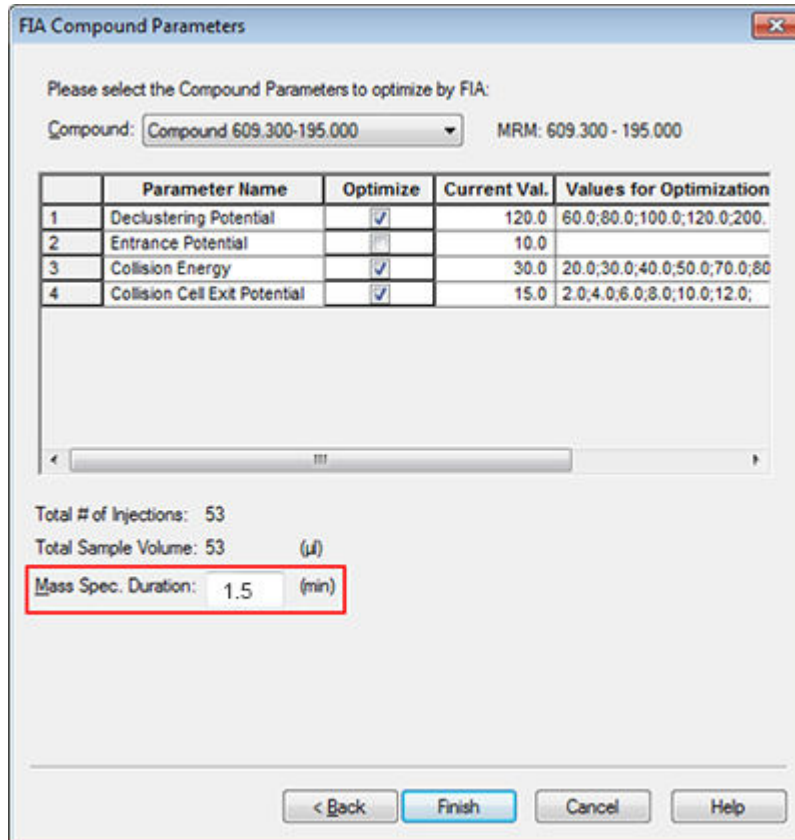 FIA Compound Parameters
Please select the Compound Parameters to optimize by FIA:
Compound: Compound 609.300-195.000 MRM: 609.300 - 195.000
Parameter Name Optimize Current Val. Values for Optimization
1 Declustering Potential 120.0 60.0;80.0;100.0;120.0;200.
2 Entrance Potential 10.0
3 Collision Energy 30.0 20.0;30.0;40.0;50.0;70.0;80
4 Collision Cell Exit Potential 15.0 2.0;4.0;6.0;8.0;10.0;12.0;
Total # of Injections: 53
Total Sample Volume: 53 (µl)
Mass Spec. Duration: 1.5 (min)
< Back Finish Cancel Help